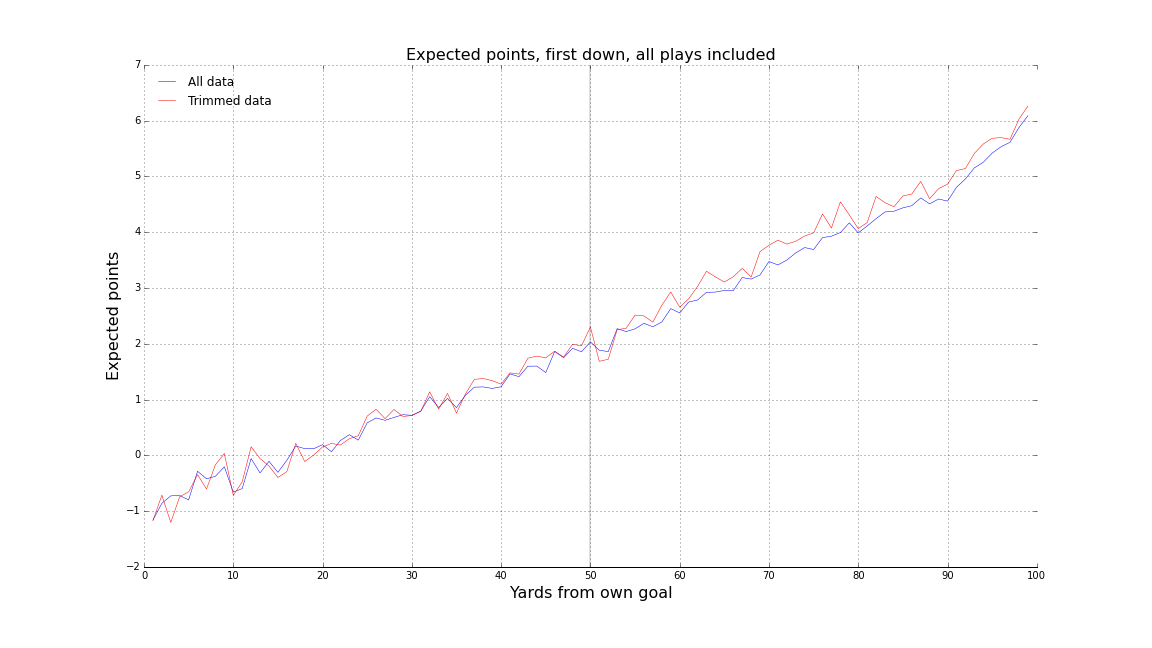 Expected points, first down, all plays included
All data
Trimmed data
7
6
5
4
3
2
1
0
−1
−2
Expected points
0 10 20 30 40 50 60 70 80 90 100
Yards from own goal